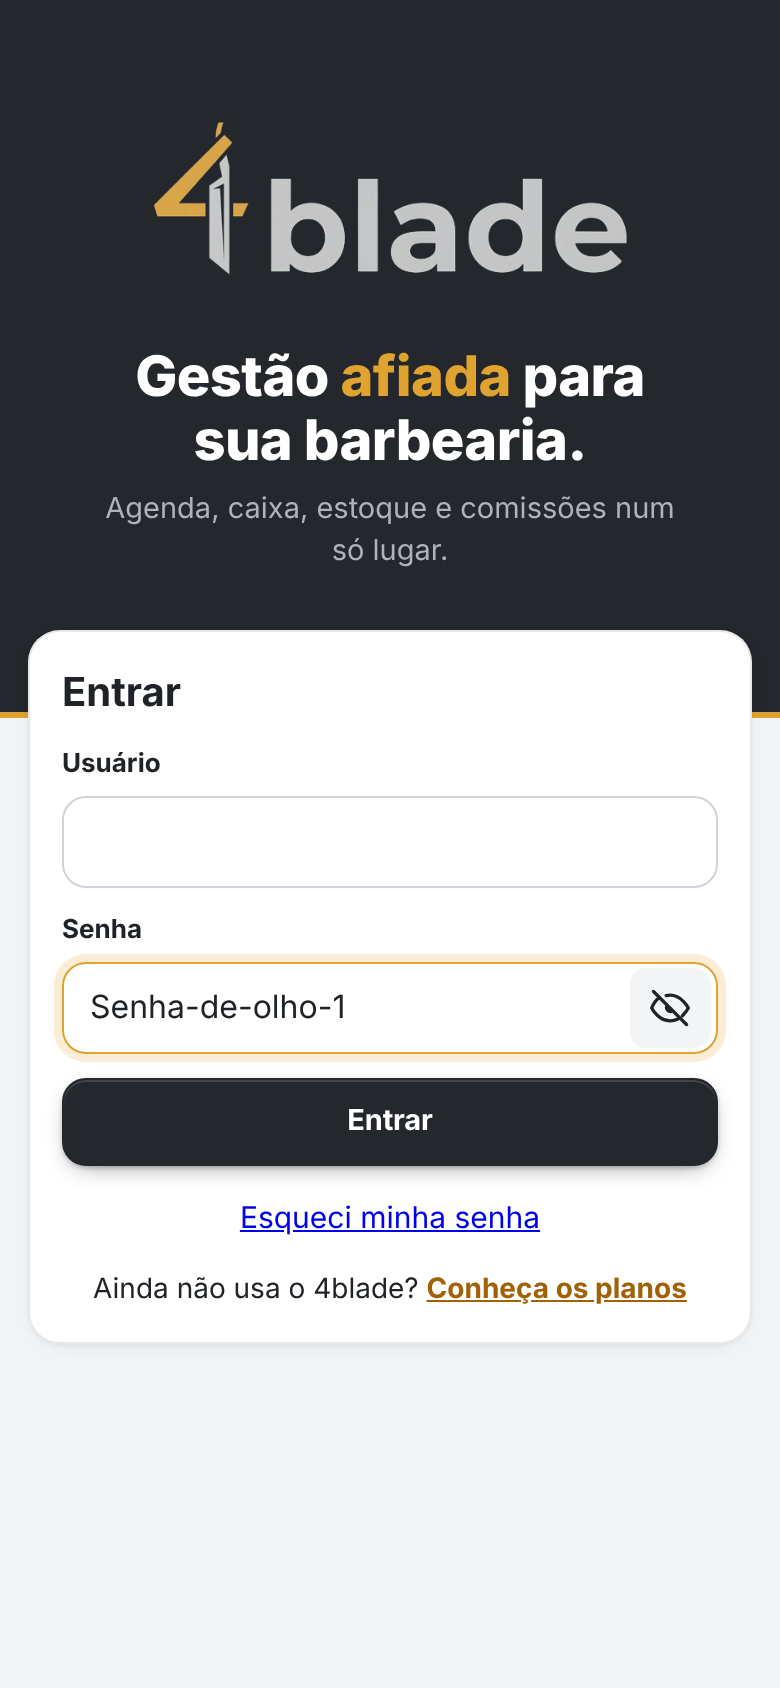 4blade
Gestão afiada para
sua barbearia.
Agenda, caixa, estoque e comissões num
só lugar.
Entrar
Usuário
Senha
Senha-de-olho-1
Entrar
Esqueci minha senha
Ainda não usa o 4blade? Conheça os planos